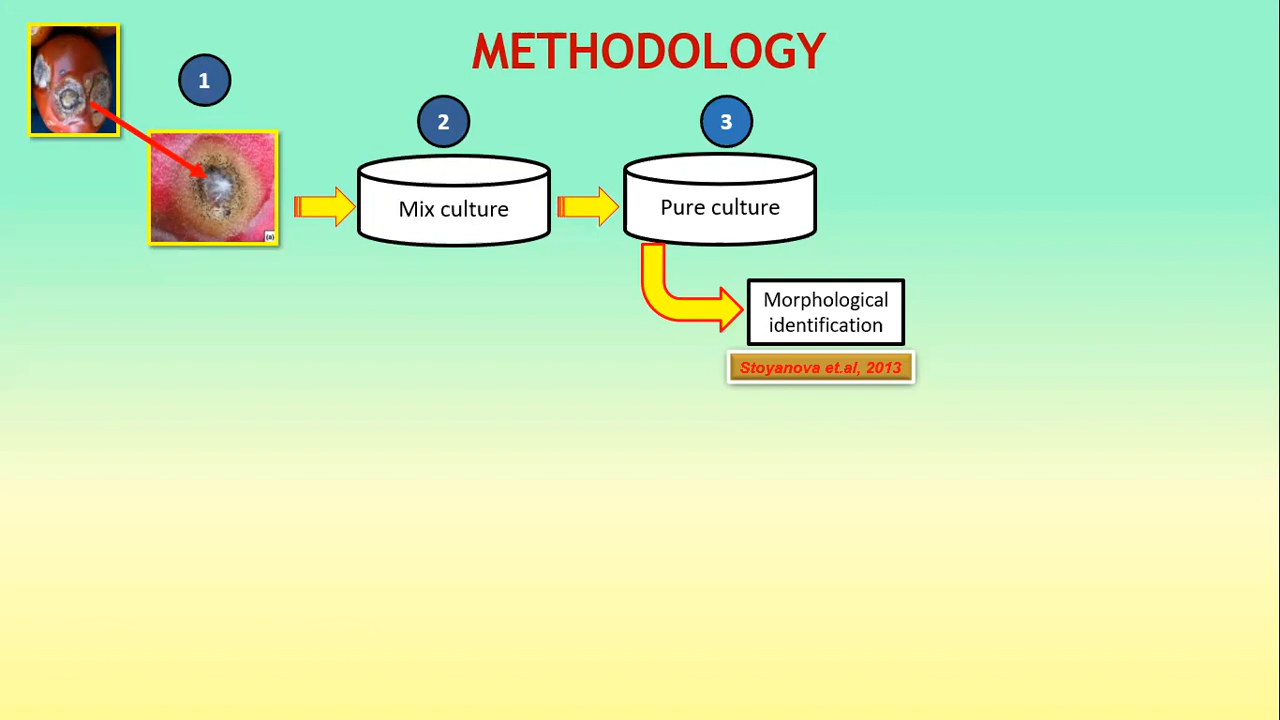 METHODOLOGY
1
2
3
(a)
Mix culture
Pure culture
Morphological
identification
Stoyanova et.al, 2013